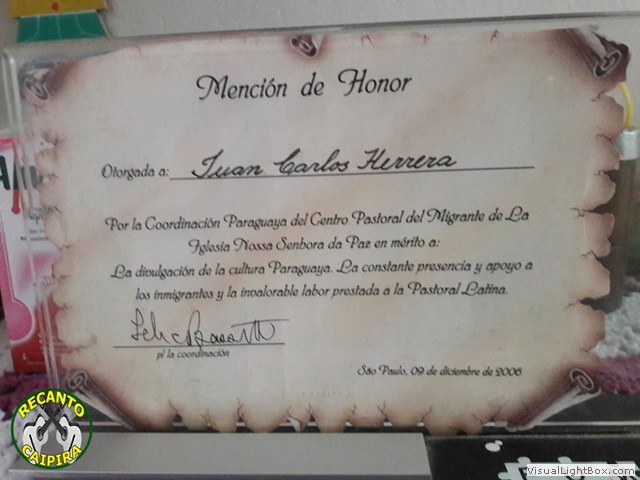 Mención de Honor
Otorgada a: Juan Carlos Herrera
Por la Coordinación Paraguaya del Centro Pastoral del Migrante de La
Iglesia Nossa Senhora da Paz en mérito a:
La divulgación de la cultura Paraguaya. La constante presencia y apoyo a
los inmigrantes y la invalorable labor prestada a la Pastoral Latina.
p/ la coordinación
São Paulo, 09 de diciembre de 2006
RECANTO
CAIPIRA
VisualLightBox.com